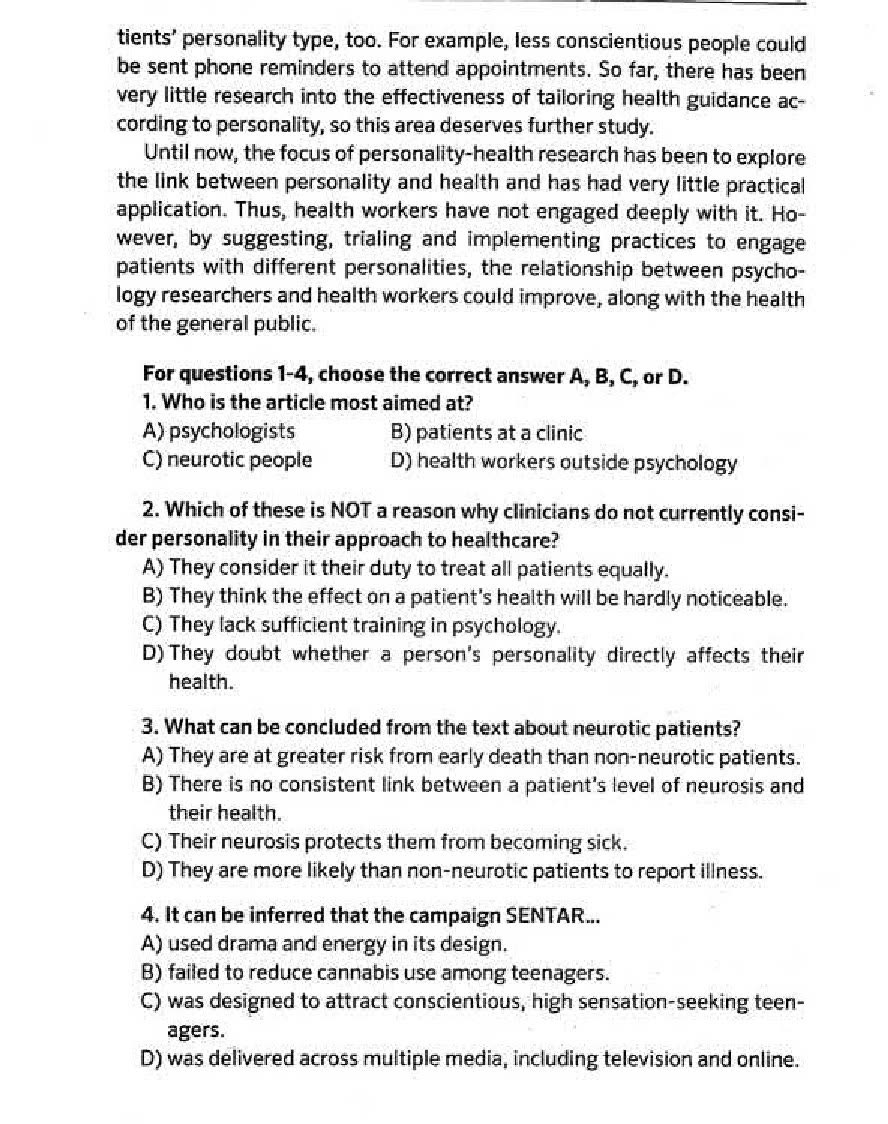 tients' personality type, too. For example, less conscientious people could
be sent phone reminders to attend appointments. So far, there has been
very little research into the effectiveness of tailoring health guidance ac-
cording to personality, so this area deserves further study.
Until now, the focus of personality-health research has been to explore
the link between personality and health and has had very little practical
application. Thus, health workers have not engaged deeply with it. Ho-
wever, by suggesting, trialing and implementing practices to engage
patients with different personalities, the relationship between psycho-
logy researchers and health workers could improve, along with the health
of the general public.
For questions 1-4, choose the correct answer A, B, C, or D.
1. Who is the article most aimed at?
A) psychologists B) patients at a clinic
C) neurotic people D) health workers outside psychology
2. Which of these is NOT a reason why clinicians do not currently consi-
der personality in their approach to healthcare?
A) They consider it their duty to treat all patients equally.
B) They think the effect on a patient's health will be hardly noticeable.
C) They lack sufficient training in psychology.
D) They doubt whether a person's personality directly affects their
health.
3. What can be concluded from the text about neurotic patients?
A) They are at greater risk from early death than non-neurotic patients.
B) There is no consistent link between a patient's level of neurosis and
their health.
C) Their neurosis protects them from becoming sick.
D) They are more likely than non-neurotic patients to report illness.
4. It can be inferred that the campaign SENTAR...
A) used drama and energy in its design.
B) failed to reduce cannabis use among teenagers.
C) was designed to attract conscientious, high sensation-seeking teen-
agers.
D) was delivered across multiple media, including television and online.